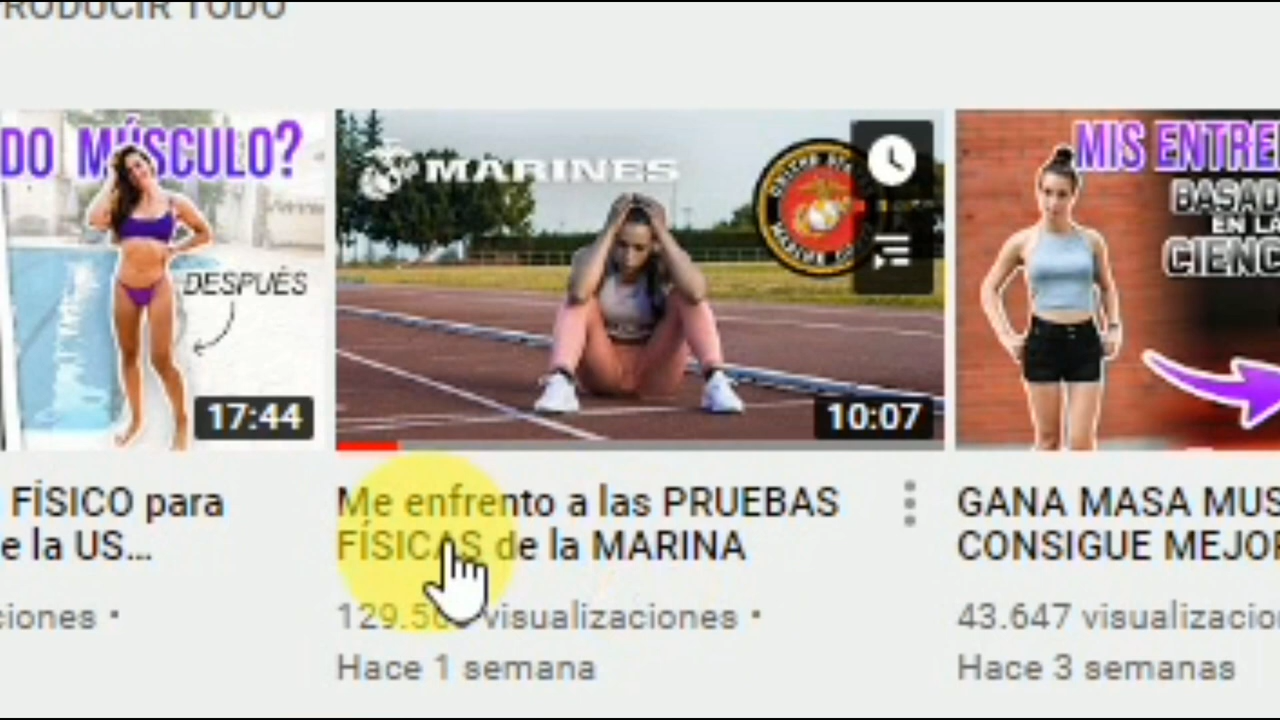 RODUCIR TODO
DO MÚSCULO?
DESPUÉS
17:44
FÍSICO para
e la US...
ciones •
MARINES
10:07
Me enfrento a las PRUEBAS
FÍSICAS de la MARINA
visualizaciones •
Hace 1 semana
MIS ENTRE
BASAD
EN LA
CIENC
GANA MASA MUS
CONSIGUE MEJOR
43.647 visualizacio
Hace 3 semanas